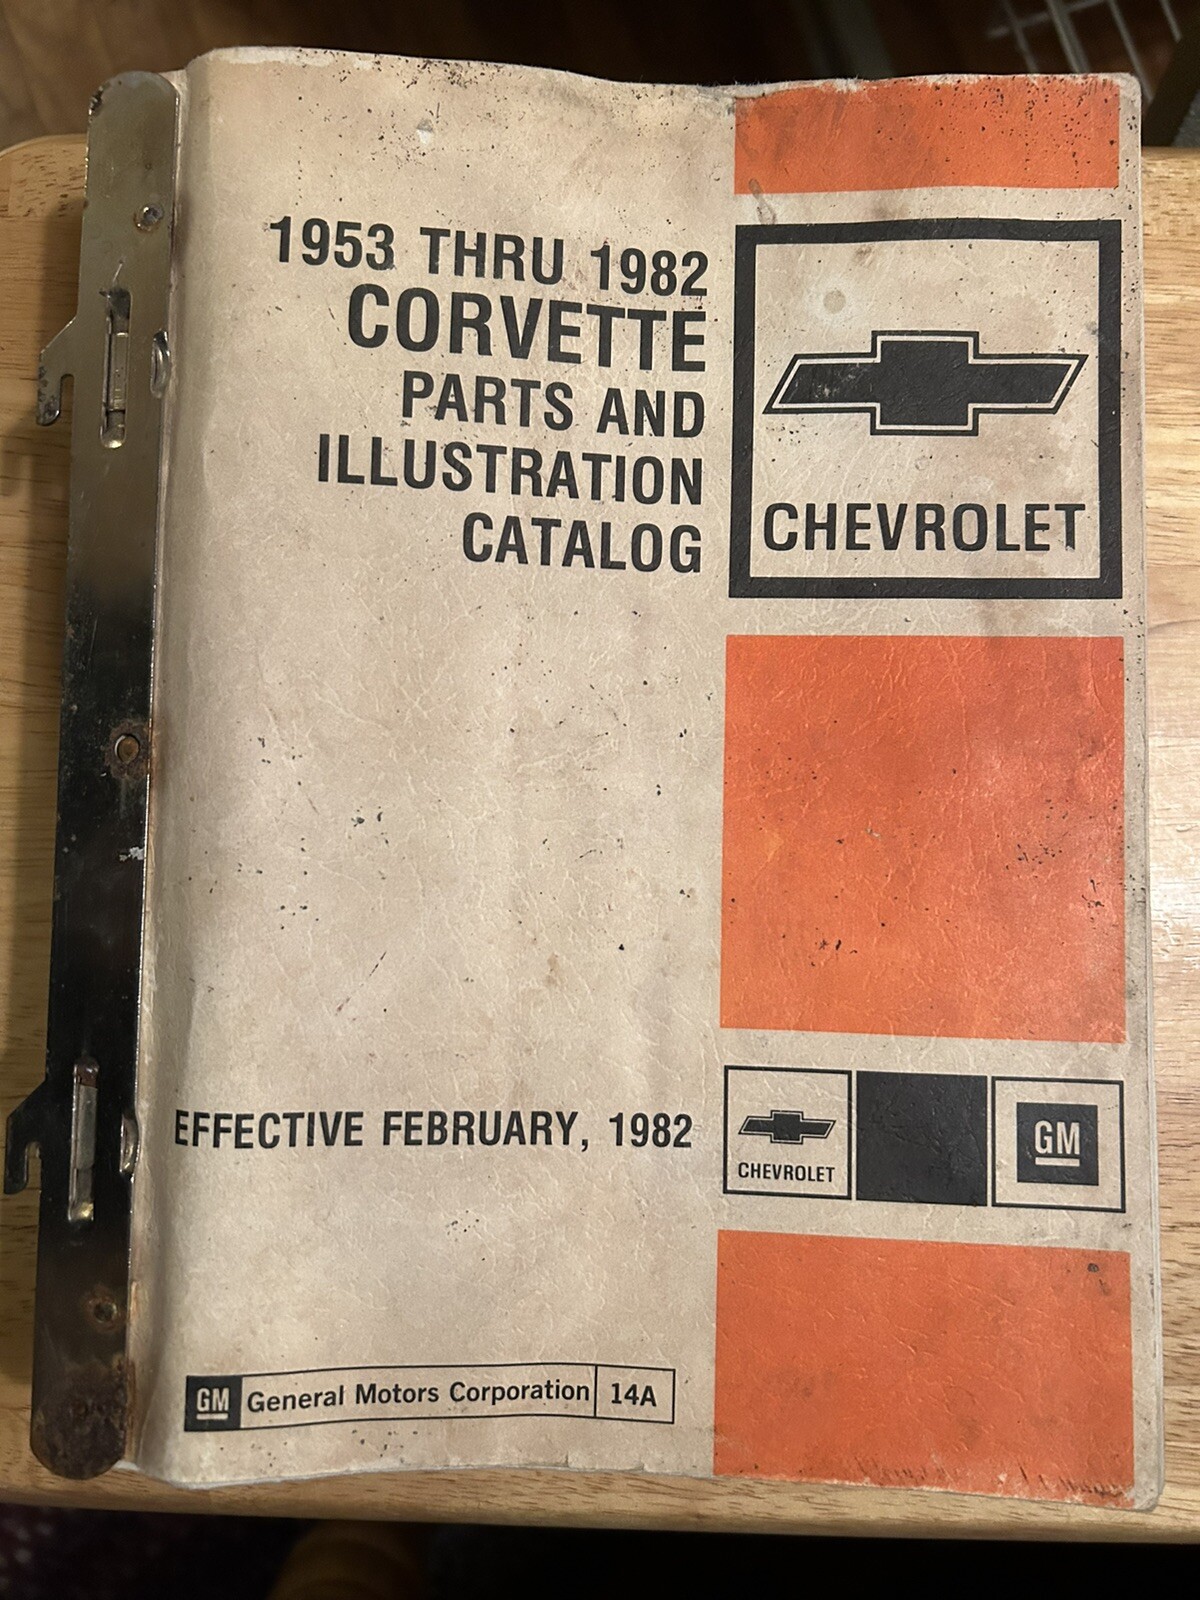 1953 THRU 1982
CORVETTE
PARTS AND
ILLUSTRATION
CATALOG
CHEVROLET
EFFECTIVE FEBRUARY, 1982
CHEVROLET
GM
GM General Motors Corporation 14A